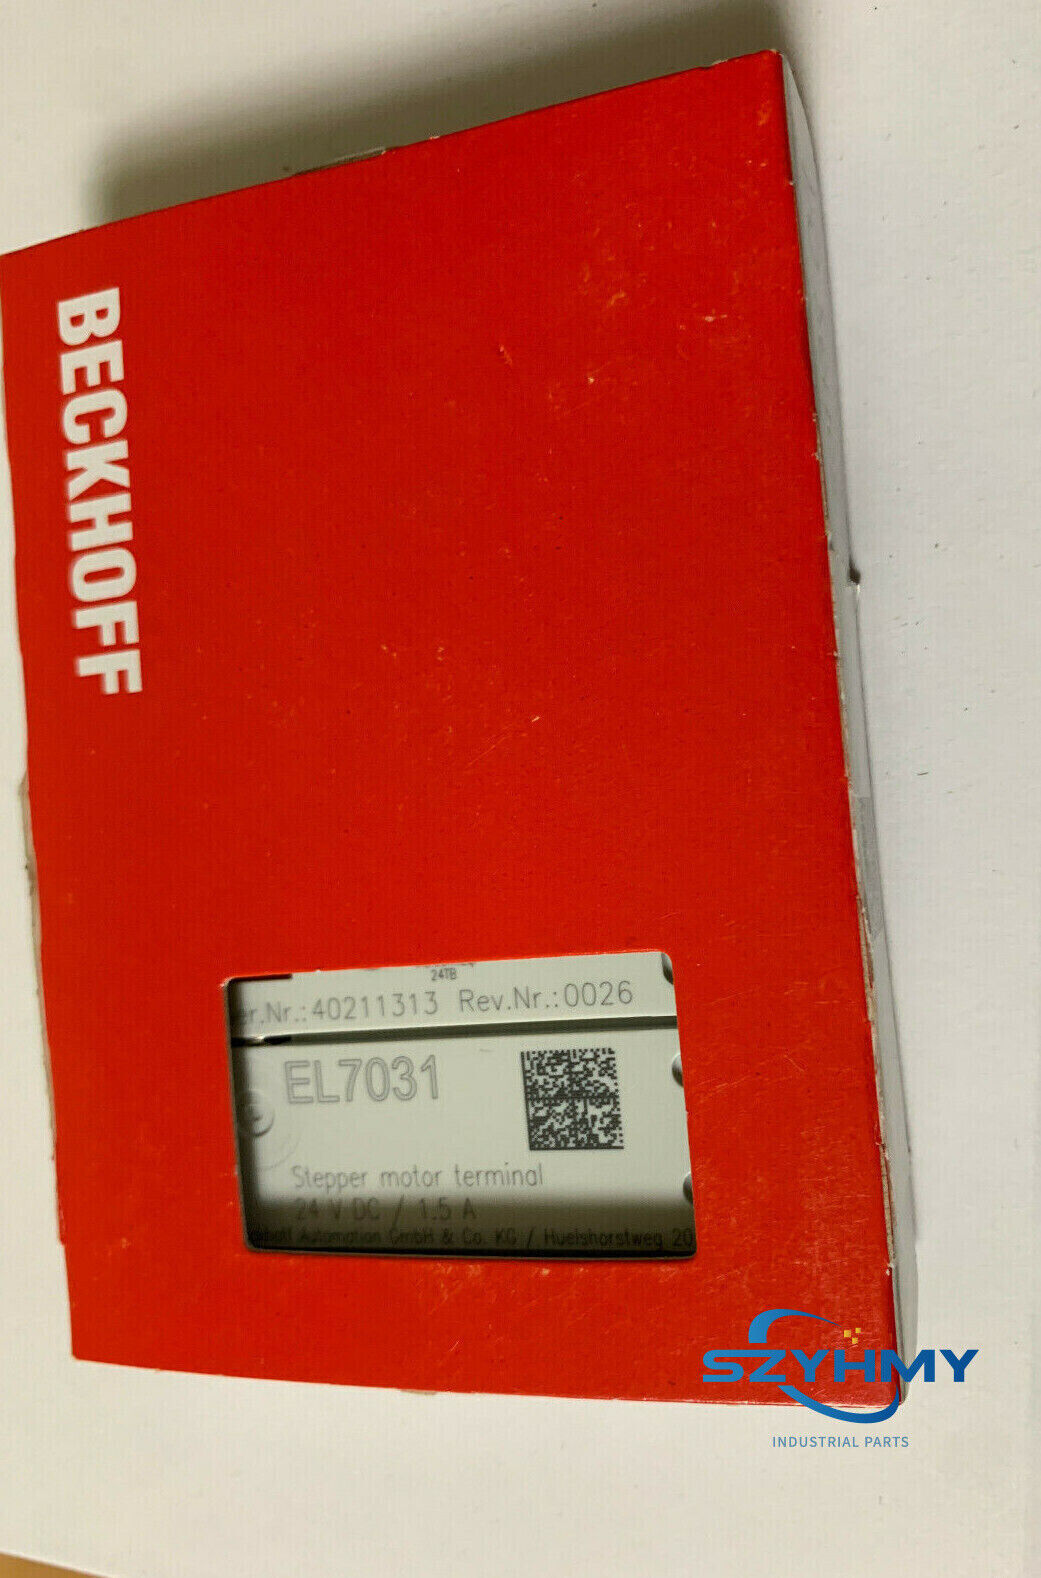 BECKHOFF
24TB
er.Nr.:40211313 Rev.Nr.:0026
EL7031
Stepper motor terminal
24 V DC / 1.5 A
Automation GmbH & Co. KG / Huelshorstweg 20
SZYHMY
INDUSTRIAL PARTS